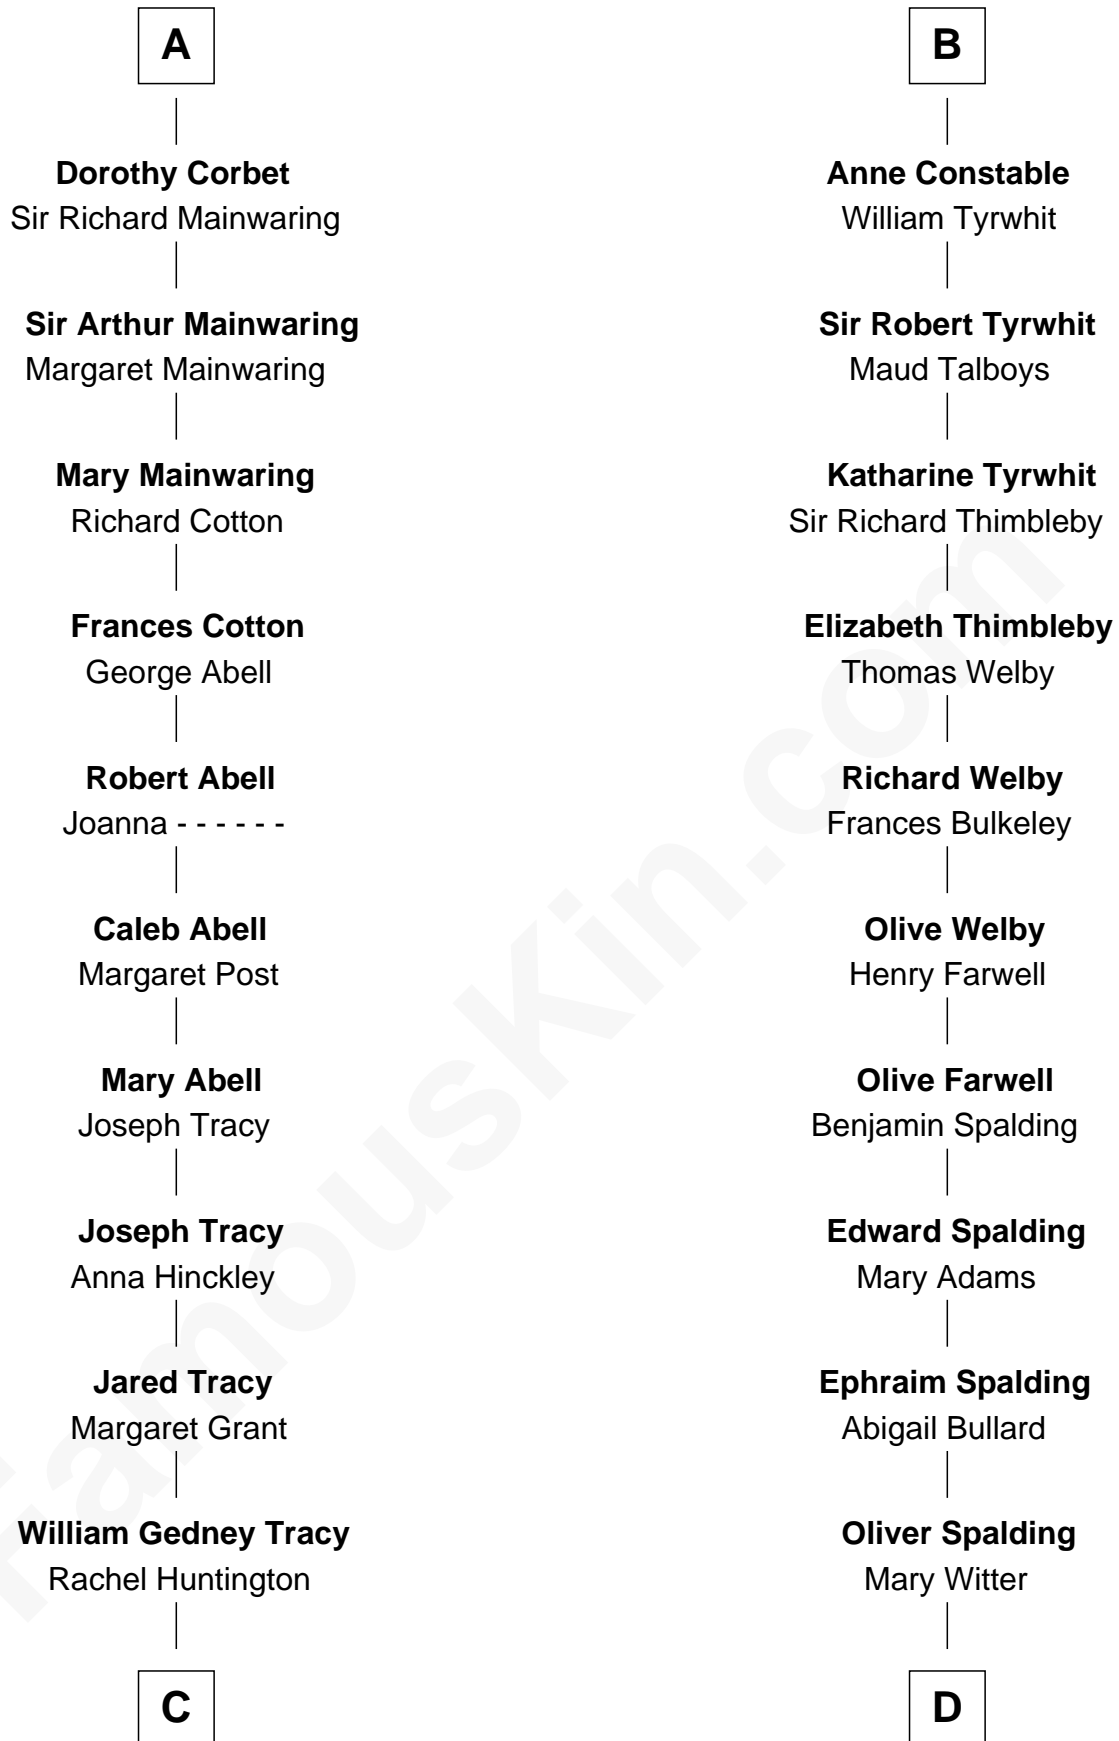 A
Dorothy Corbet
Sir Richard Mainwaring
Sir Arthur Mainwaring
Margaret Mainwaring
Mary Mainwaring
Richard Cotton
Frances Cotton
George Abell
Robert Abell
Joanna - - - - - -
Caleb Abell
Margaret Post
Mary Abell
Joseph Tracy
Joseph Tracy
Anna Hinckley
Jared Tracy
Margaret Grant
William Gedney Tracy
Rachel Huntington
C
B
Anne Constable
William Tyrwhit
Sir Robert Tyrwhit
Maud Talboys
Katharine Tyrwhit
Sir Richard Thimbleby
Elizabeth Thimbleby
Thomas Welby
Richard Welby
Frances Bulkeley
Olive Welby
Henry Farwell
Olive Farwell
Benjamin Spalding
Edward Spalding
Mary Adams
Ephraim Spalding
Abigail Bullard
Oliver Spalding
Mary Witter
D
FamousKin.com